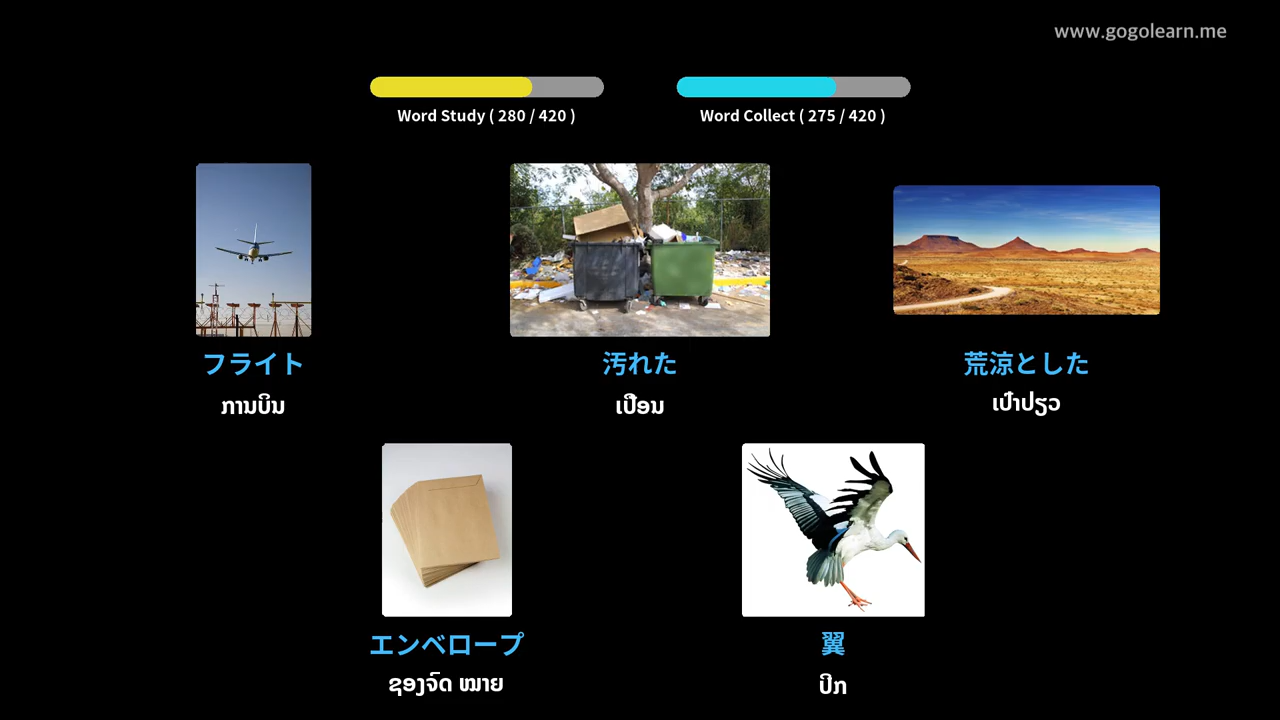 www.gogolearn.me
Word Study ( 280 / 420 )
Word Collect ( 275 / 420 )
フライト
ການບິນ
汚れた
ເປື້ອນ
荒涼とした
ເປົ່າປ່ຽວ
エンベロープ
ຊອງຈົດ ໝາຍ
翼
ປີກ